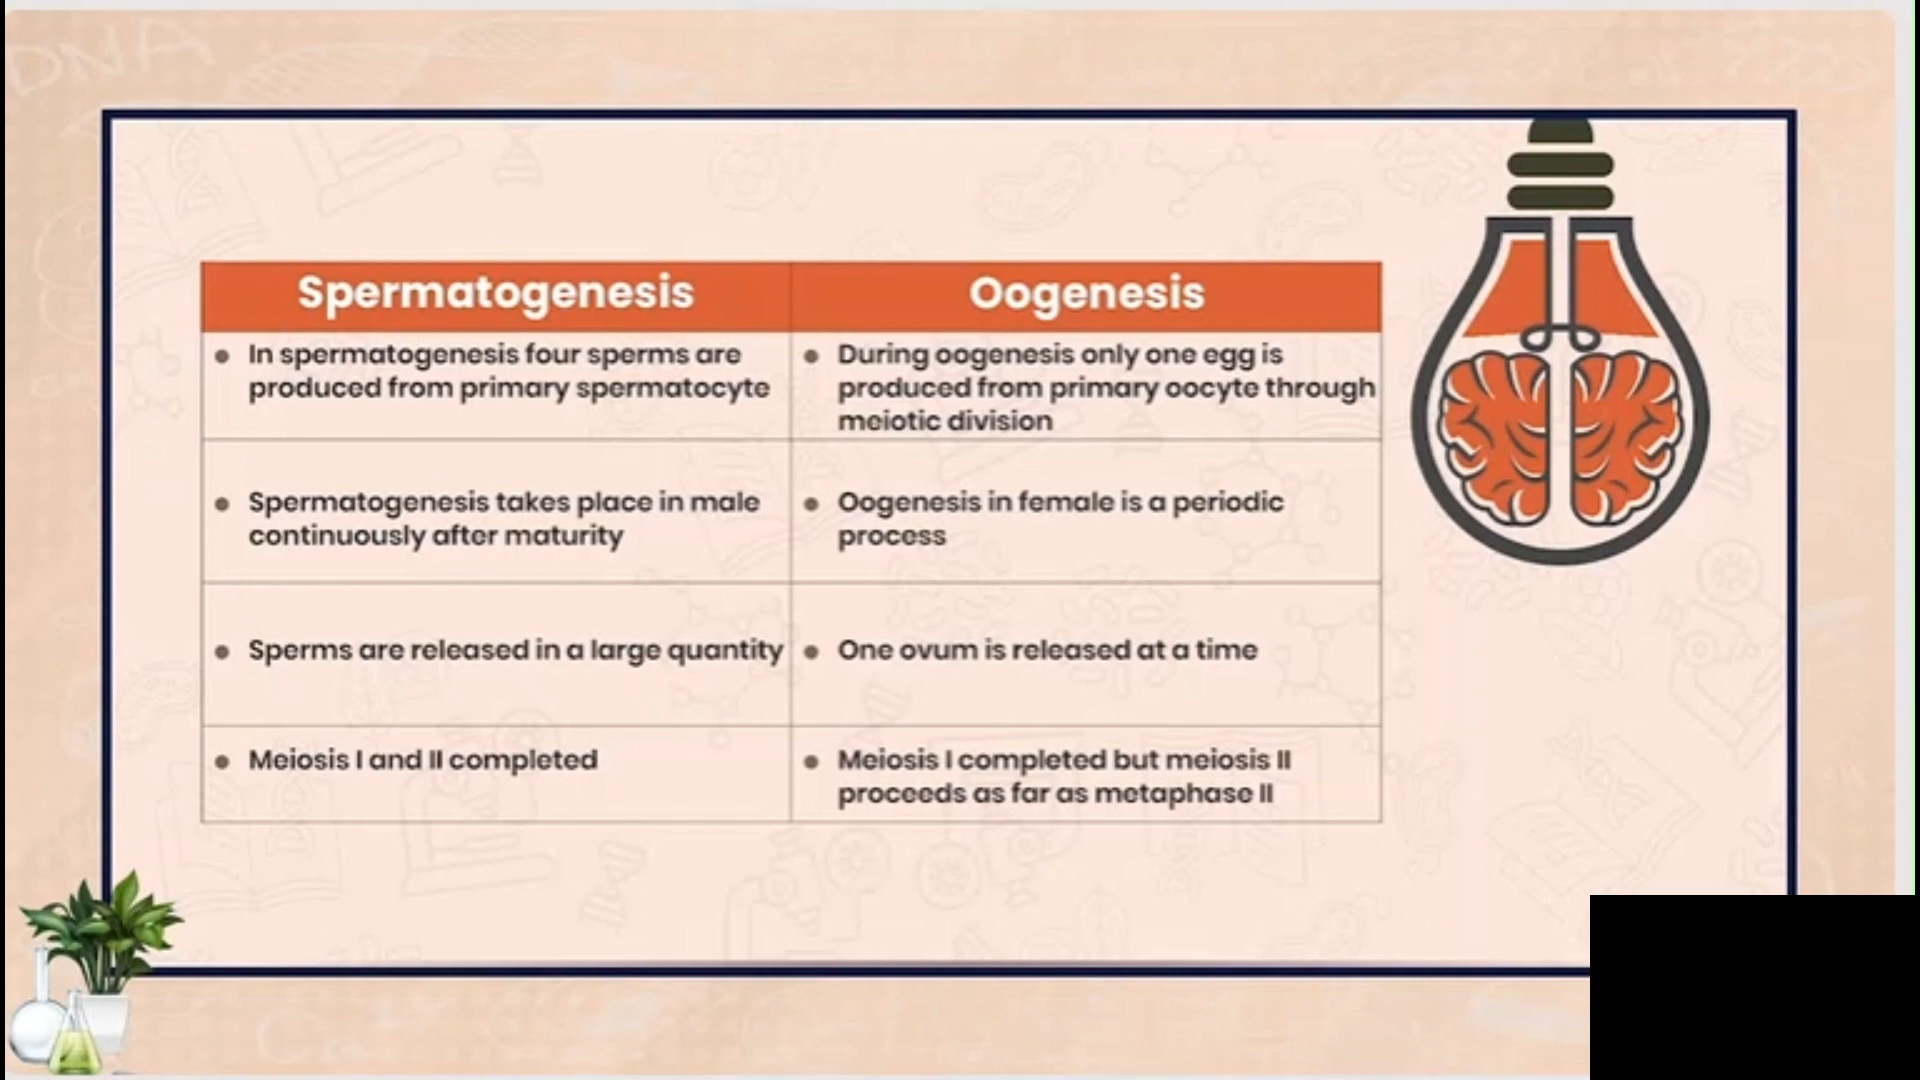 DNA
Spermatogenesis
Oogenesis
• In spermatogenesis four sperms are
produced from primary spermatocyte
• During oogenesis only one egg is
produced from primary oocyte through
meiotic division
• Spermatogenesis takes place in male
continuously after maturity
• Oogenesis in female is a periodic
process
• Sperms are released in a large quantity
• One ovum is released at a time
• Meiosis I and II completed
• Meiosis I completed but meiosis II
proceeds as far as metaphase II